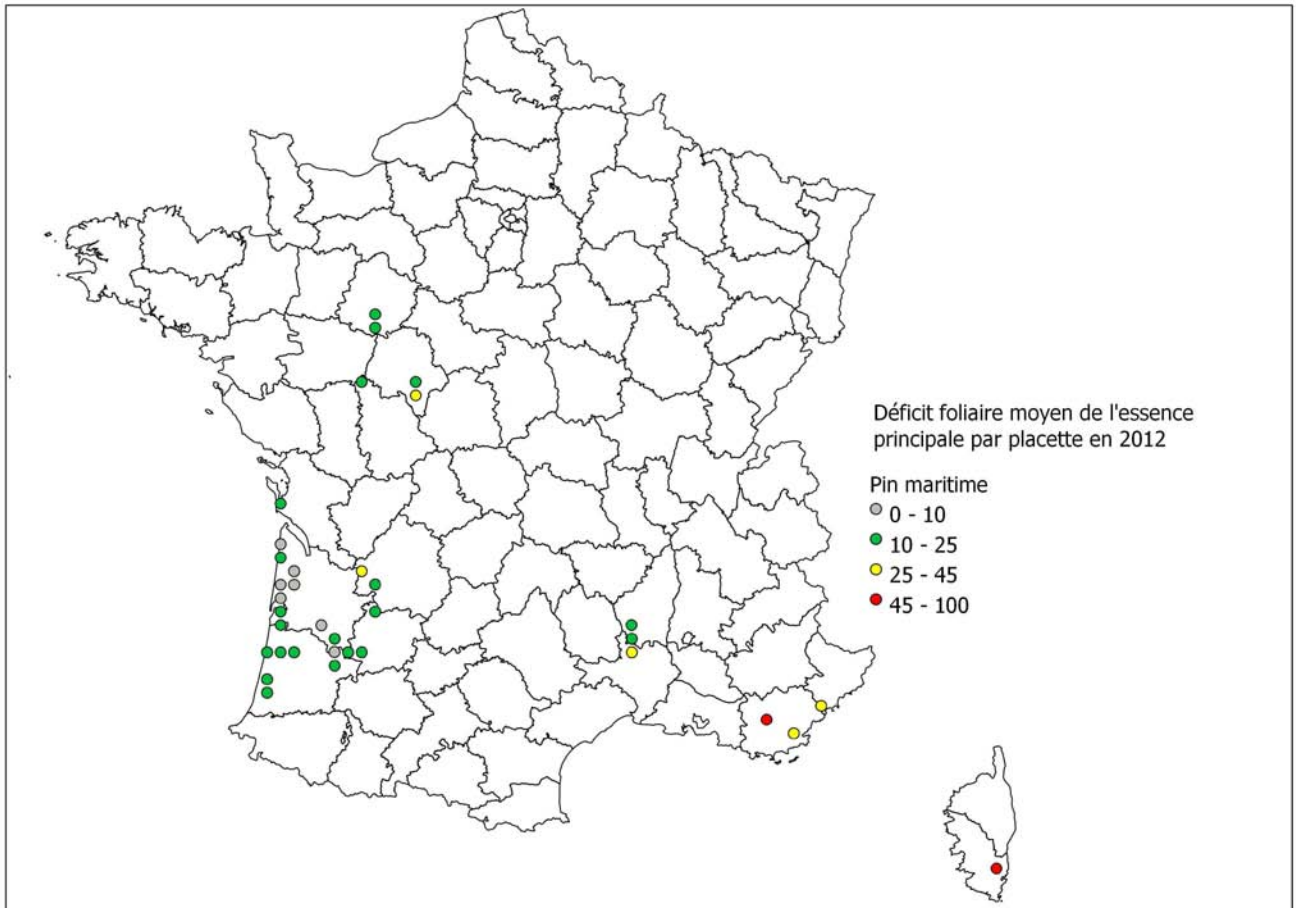 Déficit foliaire moyen de l'essence
principale par placette en 2012
Pin maritime
0 - 10
10 - 25
25 - 45
45 - 100